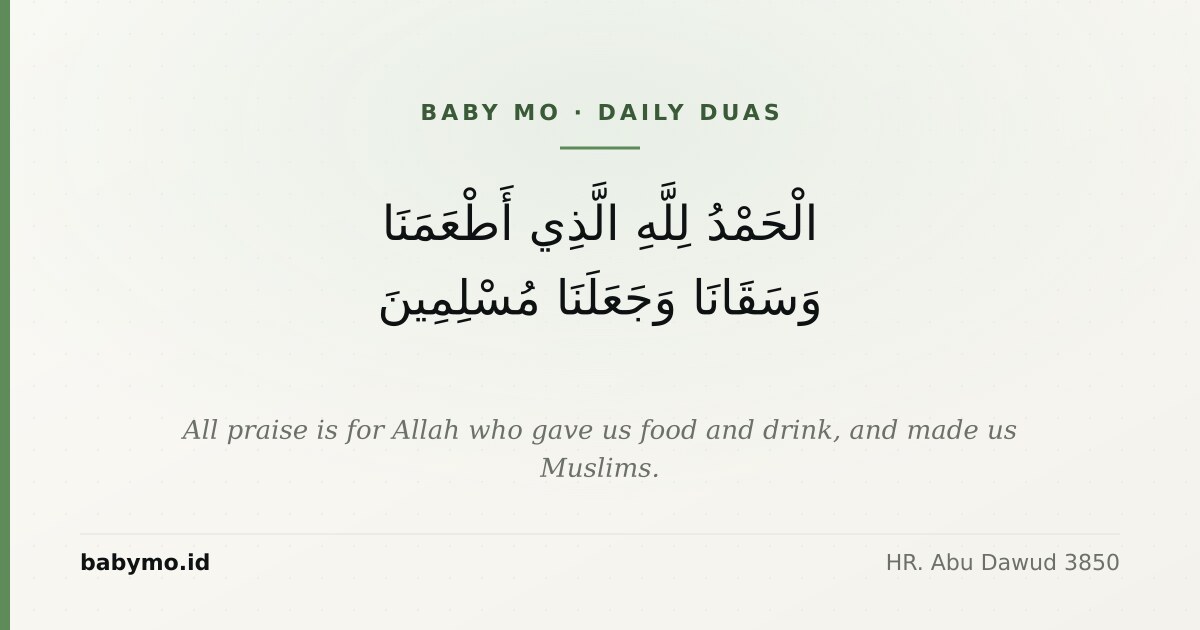 BABY MO · DAILY DUAS
الْحَمْدُ لِلَّهِ الَّذِي أَطْعَمَنَا
وَسَقَانَا وَجَعَلَنَا مُسْلِمِينَ
All praise is for Allah who gave us food and drink, and made us
Muslims.
babymo.id
HR. Abu Dawud 3850